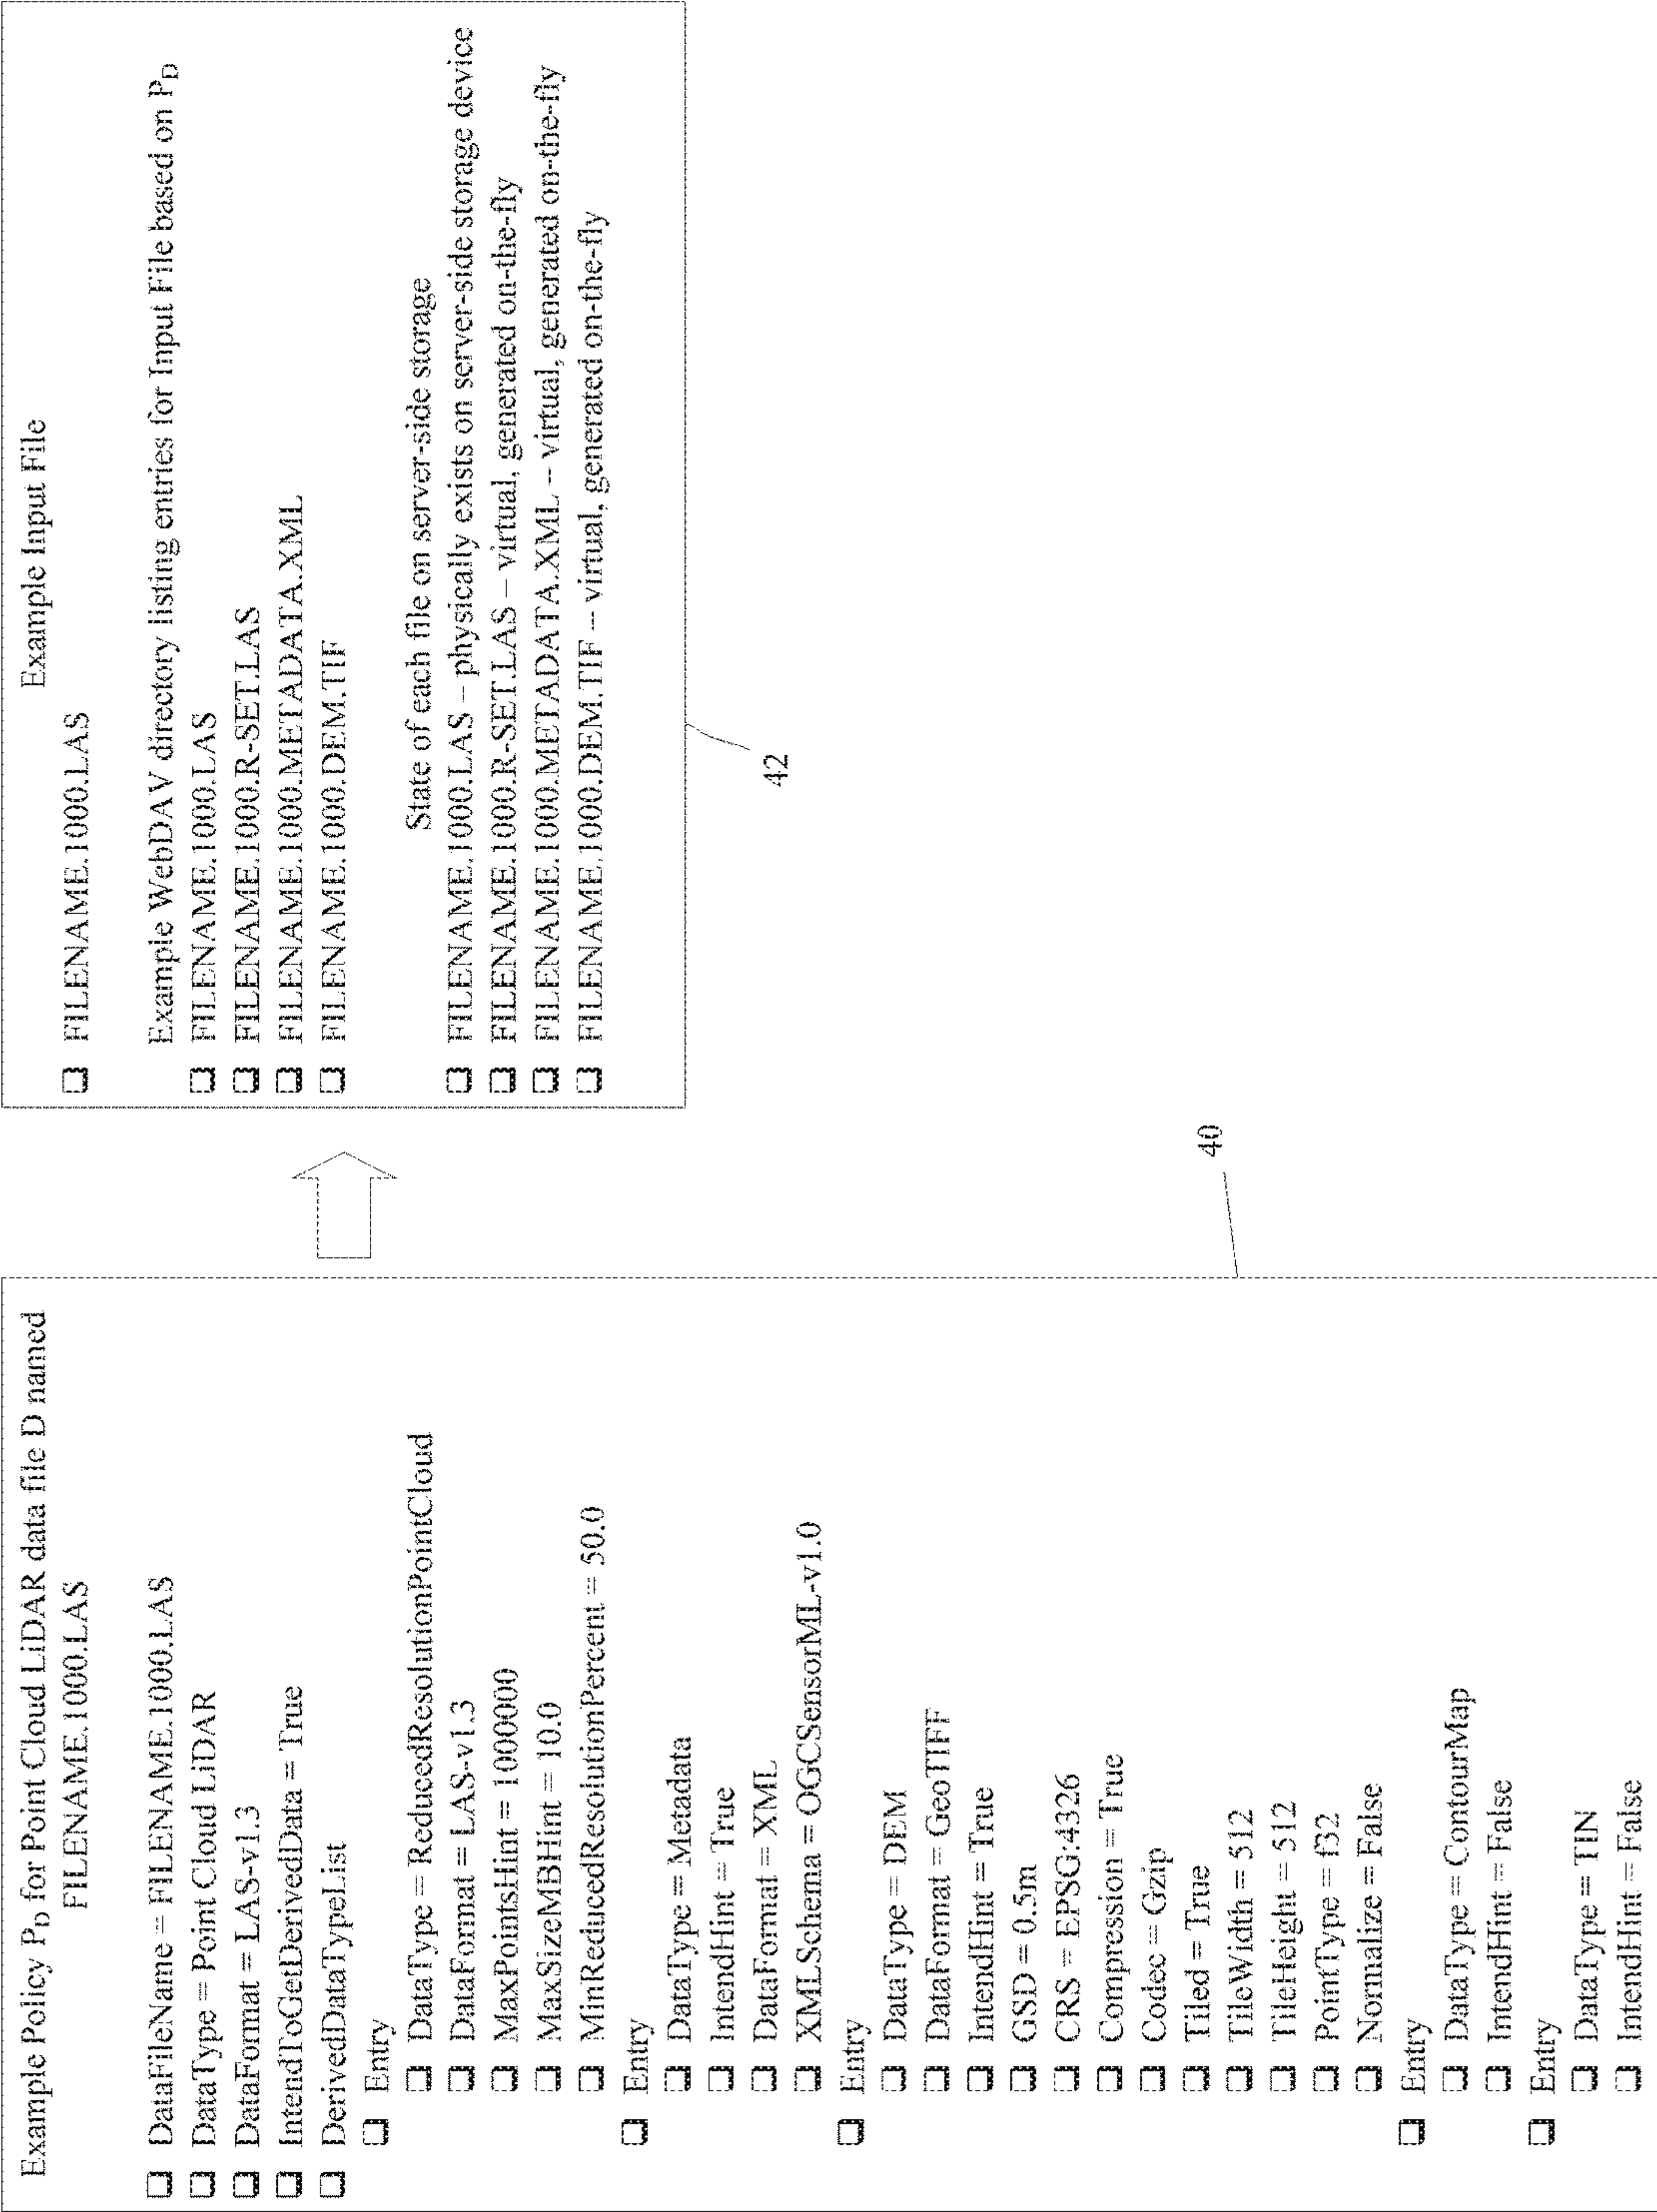 Example Policy P_D for Point Cloud LiDAR data file D named
FILENAME.1000.LAS
❑ DataFileName = FILENAME.1000.LAS
❑ DataType = Point Cloud LiDAR
❑ DataFormat = LAS-v1.3
❑ IntendToGetDerivedData = True
❑ DerivedDataTypeList
❑ Entry
❑ DataType = ReducedResolutionPointCloud
❑ DataFormat = LAS-v1.3
❑ MaxPointsHint = 1000000
❑ MaxSizeMBHint = 10.0
❑ MinReducedResolutionPercent = 50.0
❑ Entry
❑ DataType = Metadata
❑ IntendHint = True
❑ DataFormat = XML
❑ XMLSchema = OGCSensorML-v1.0
❑ Entry
❑ DataType = DEM
❑ DataFormat = GeoTIFF
❑ IntendHint = True
❑ GSD = 0.5m
❑ CRS = EPSG:4326
❑ Compression = True
❑ Codec = Gzip
❑ Tiled = True
❑ TileWidth = 512
❑ TileHeight = 512
❑ PointType = f32
❑ Normalize = False
❑ Entry
❑ DataType = ContourMap
❑ IntendHint = False
❑ Entry
❑ DataType = TIN
❑ IntendHint = False
40
Example Input File
❑ FILENAME.1000.LAS
Example WebDAV directory listing entries for Input File based on P_D
❑ FILENAME.1000.LAS
❑ FILENAME.1000.R-SET.LAS
❑ FILENAME.1000.METADATA.XML
❑ FILENAME.1000.DEM.TIF
State of each file on server-side storage
❑ FILENAME.1000.LAS – physically exists on server-side storage device
❑ FILENAME.1000.R-SET.LAS – virtual, generated on-the-fly
❑ FILENAME.1000.METADATA.XML – virtual, generated on-the-fly
❑ FILENAME.1000.DEM.TIF – virtual, generated on-the-fly
42